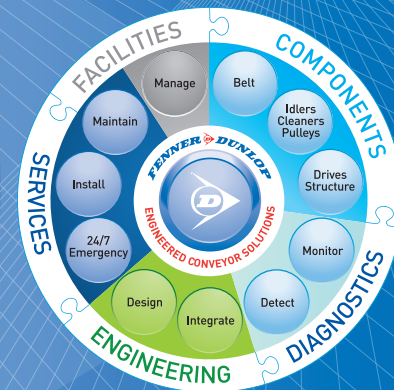 FACILITIES
Manage
COMPONENTS
Belt
Idlers
Cleaners
Pulleys
Drives
Structure
DIAGNOSTICS
Monitor
Detect
ENGINEERING
Integrate
Design
SERVICES
24/7
Emergency
Install
Maintain
FENNER DUNLOP
D
ENGINEERED CONVEYOR SOLUTIONS